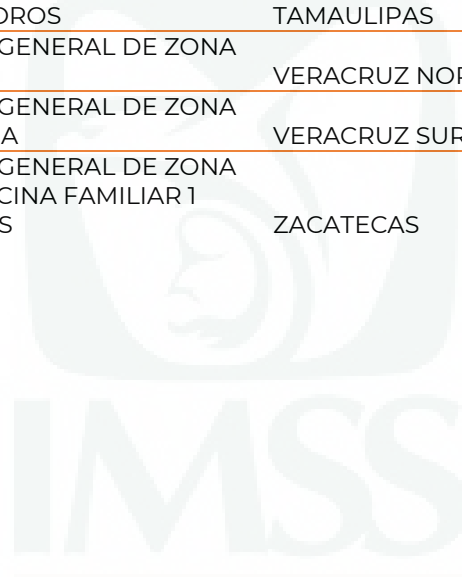 OROS TAMAULIPAS
GENERAL DE ZONA
VERACRUZ NOR
GENERAL DE ZONA
A VERACRUZ SUR
GENERAL DE ZONA
CINA FAMILIAR 1
S ZACATECAS
IMSS